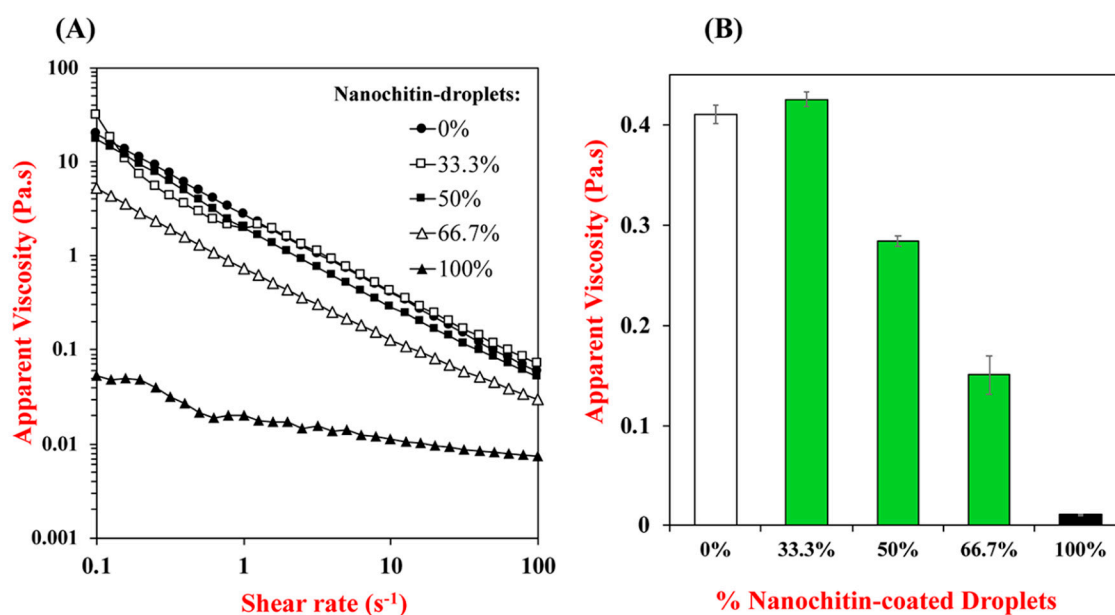 (A)
Apparent Viscosity (Pa.s)
100
10
1
0.1
0.01
0.001
Nanochitin-droplets:
0%
33.3%
50%
66.7%
100%
0.1 1 10 100
Shear rate (s⁻¹)
(B)
Apparent Viscosity (Pa.s)
0.4
0.3
0.2
0.1
0
0% 33.3% 50% 66.7% 100%
% Nanochitin-coated Droplets